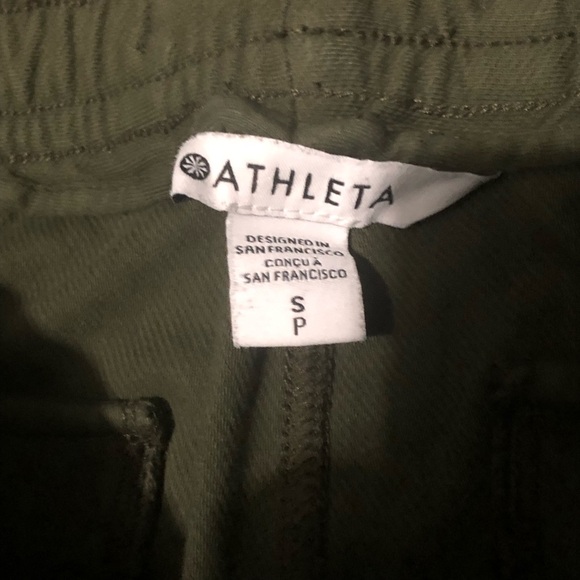 ATHLETA
DESIGNED IN
SAN FRANCISCO
CONÇU À
SAN FRANCISCO
S
P